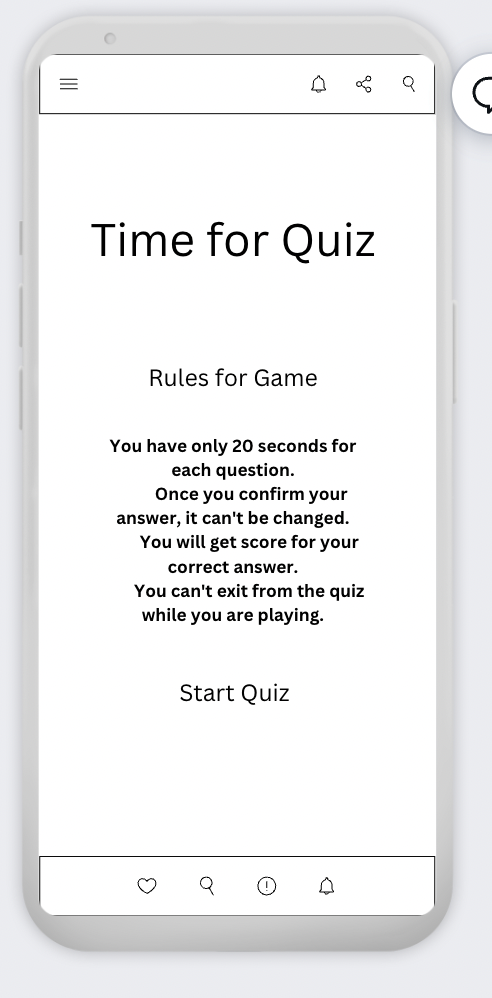 Time for Quiz
Rules for Game
You have only 20 seconds for
each question.
Once you confirm your
answer, it can't be changed.
You will get score for your
correct answer.
You can't exit from the quiz
while you are playing.
Start Quiz